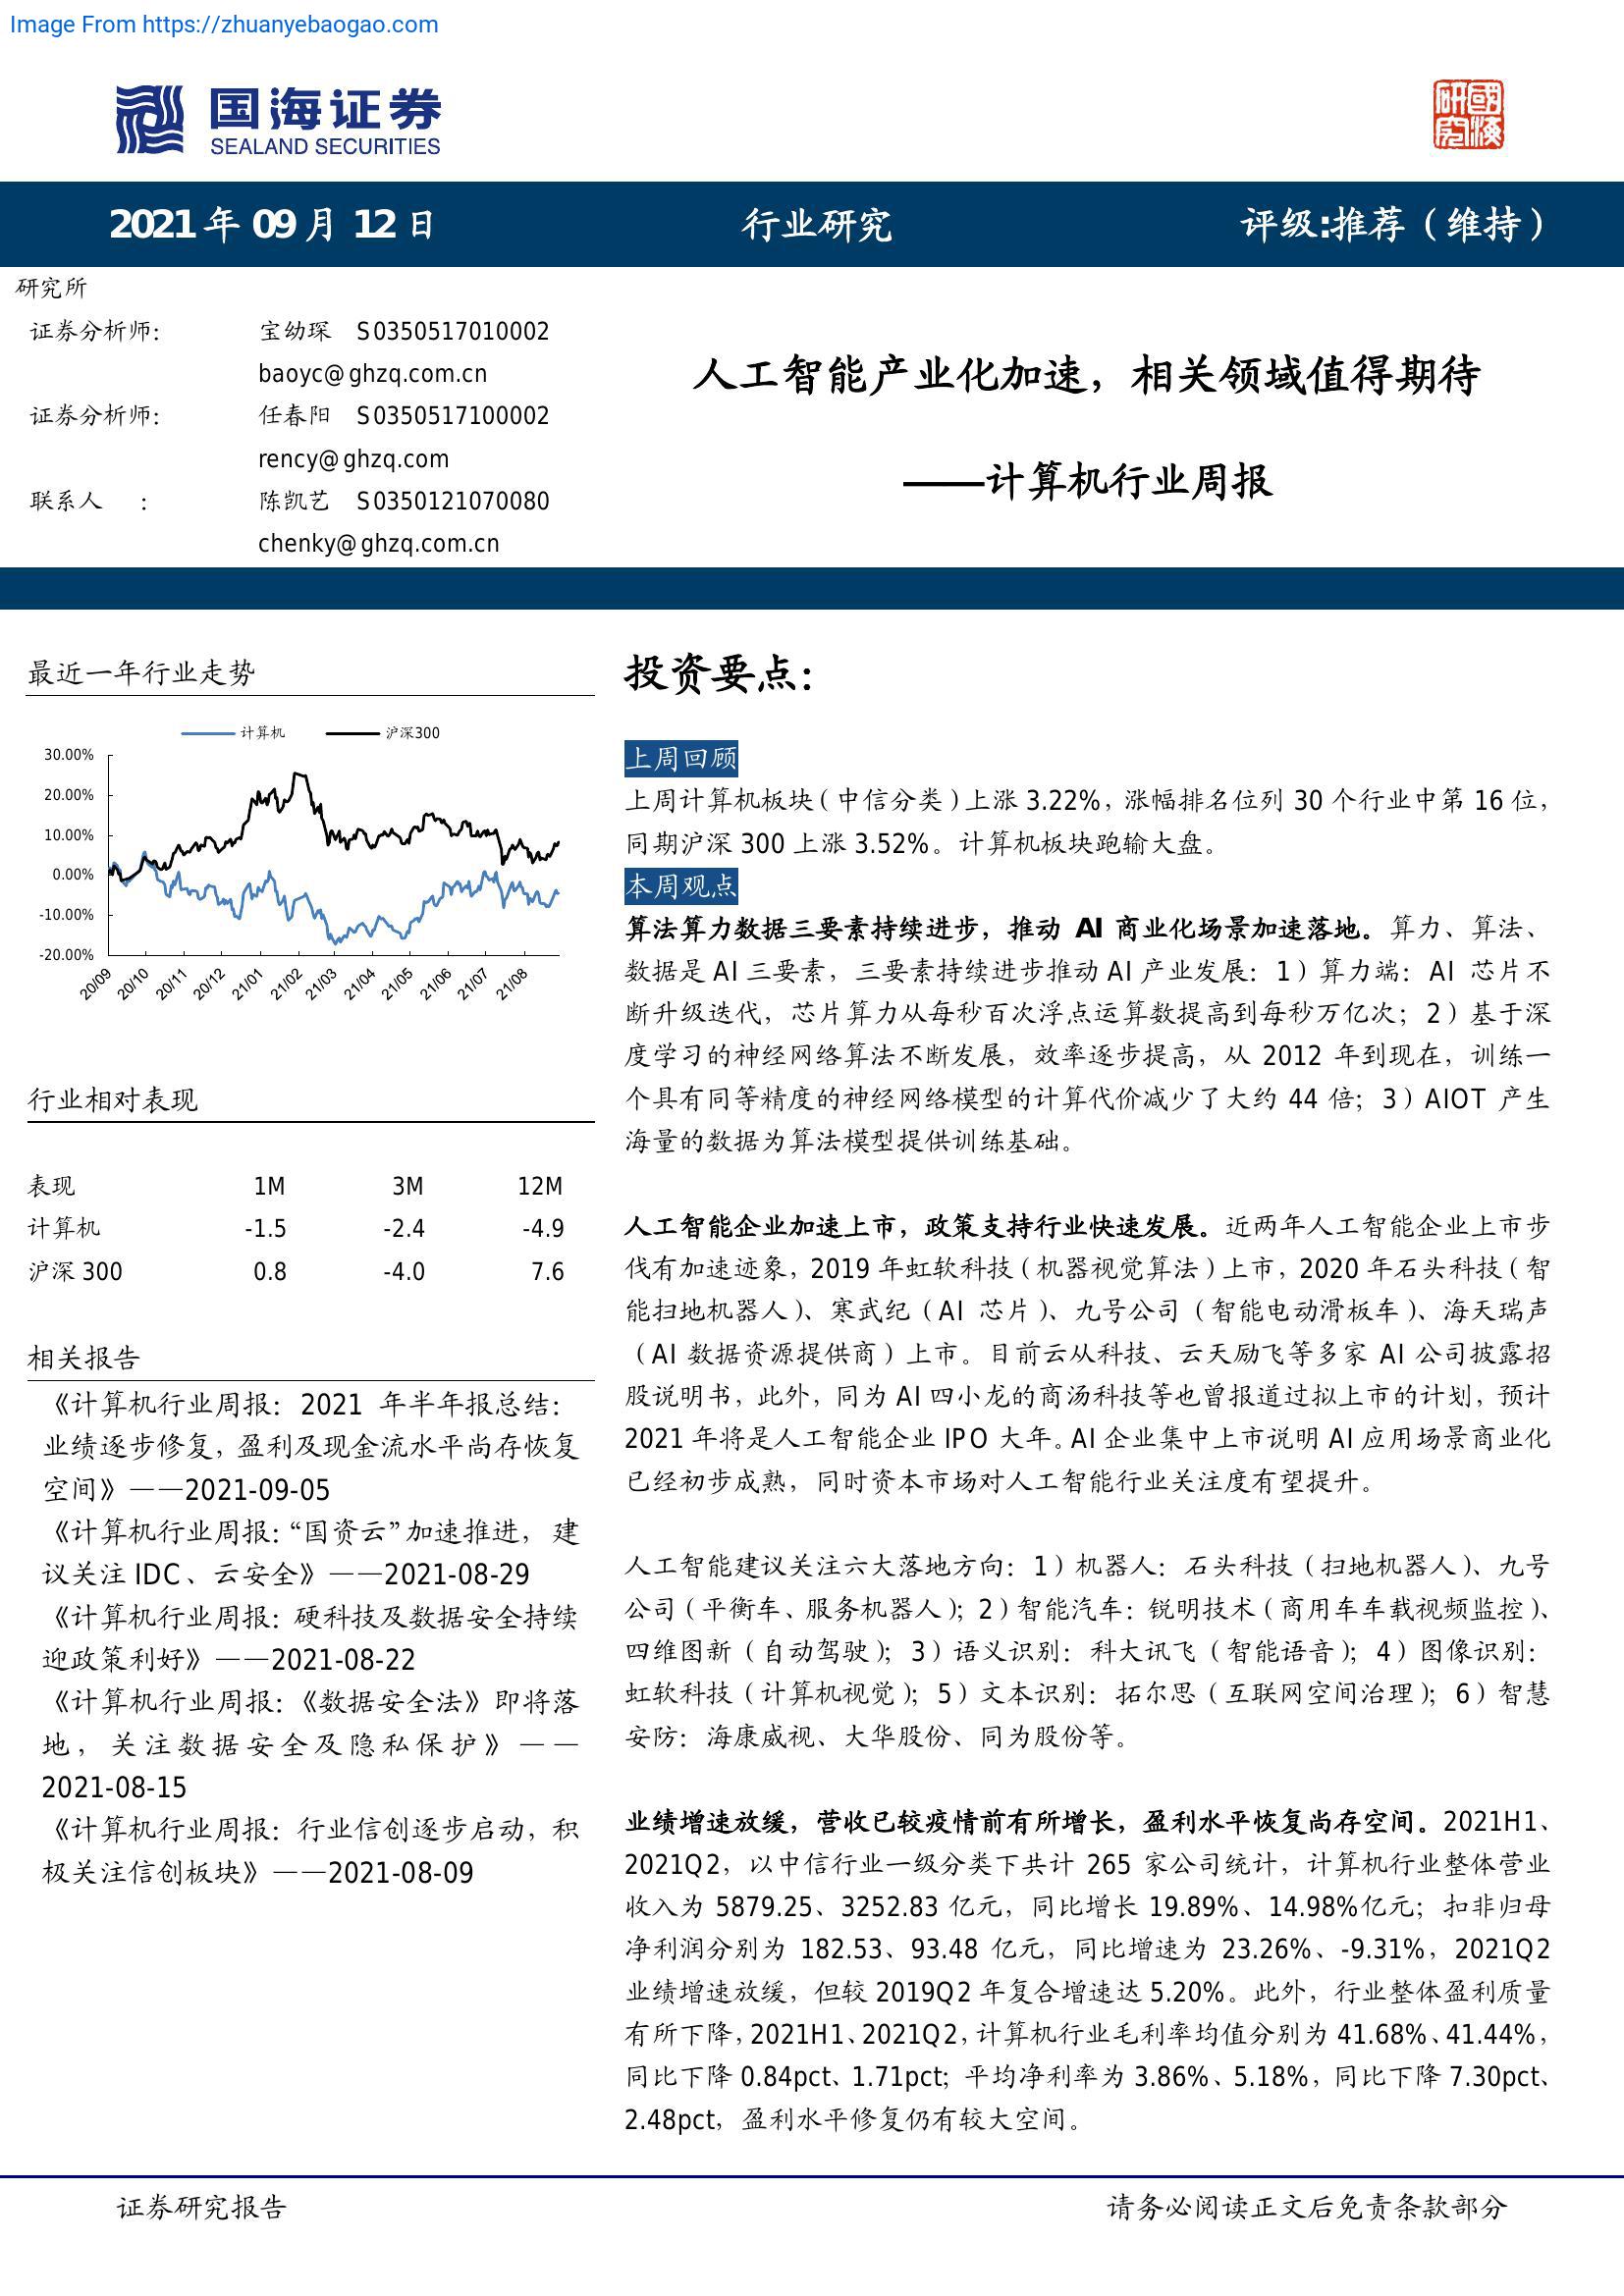 Image From https://zhuanyebaogao.com
国海证券
SEALAND SECURITIES
國海研究
2021 年 09 月 12 日 行业研究 评级:推荐（维持）
研究所
证券分析师： 宝幼琛 S0350517010002
baoyc@ghzq.com.cn
证券分析师： 任春阳 S0350517100002
rency@ghzq.com
联系人 ： 陈凯艺 S0350121070080
chenky@ghzq.com.cn
人工智能产业化加速，相关领域值得期待
——计算机行业周报
最近一年行业走势
计算机 沪深300
30.00%
20.00%
10.00%
0.00%
-10.00%
-20.00%
20/09 20/10 20/11 20/12 21/01 21/02 21/03 21/04 21/05 21/06 21/07 21/08
行业相对表现
表现 1M 3M 12M
计算机 -1.5 -2.4 -4.9
沪深 300 0.8 -4.0 7.6
相关报告
《计算机行业周报：2021 年半年报总结：
业绩逐步修复，盈利及现金流水平尚存恢复
空间》——2021-09-05
《计算机行业周报：“国资云”加速推进，建
议关注 IDC、云安全》——2021-08-29
《计算机行业周报：硬科技及数据安全持续
迎政策利好》——2021-08-22
《计算机行业周报：《数据安全法》即将落
地，关注数据安全及隐私保护》——
2021-08-15
《计算机行业周报：行业信创逐步启动，积
极关注信创板块》——2021-08-09
投资要点：
上周回顾
上周计算机板块（中信分类）上涨 3.22%，涨幅排名位列 30 个行业中第 16 位，
同期沪深 300 上涨 3.52%。计算机板块跑输大盘。
本周观点
算法算力数据三要素持续进步，推动 AI 商业化场景加速落地。算力、算法、
数据是 AI 三要素，三要素持续进步推动 AI 产业发展：1）算力端：AI 芯片不
断升级迭代，芯片算力从每秒百次浮点运算数提高到每秒万亿次；2）基于深
度学习的神经网络算法不断发展，效率逐步提高，从 2012 年到现在，训练一
个具有同等精度的神经网络模型的计算代价减少了大约 44 倍；3）AIOT 产生
海量的数据为算法模型提供训练基础。
人工智能企业加速上市，政策支持行业快速发展。近两年人工智能企业上市步
伐有加速迹象，2019 年虹软科技（机器视觉算法）上市，2020 年石头科技（智
能扫地机器人）、寒武纪（AI 芯片）、九号公司（智能电动滑板车）、海天瑞声
（AI 数据资源提供商）上市。目前云从科技、云天励飞等多家 AI 公司披露招
股说明书，此外，同为 AI 四小龙的商汤科技等也曾报道过拟上市的计划，预计
2021 年将是人工智能企业 IPO 大年。AI 企业集中上市说明 AI 应用场景商业化
已经初步成熟，同时资本市场对人工智能行业关注度有望提升。
人工智能建议关注六大落地方向：1）机器人：石头科技（扫地机器人）、九号
公司（平衡车、服务机器人）；2）智能汽车：锐明技术（商用车车载视频监控）、
四维图新（自动驾驶）；3）语义识别：科大讯飞（智能语音）；4）图像识别：
虹软科技（计算机视觉）；5）文本识别：拓尔思（互联网空间治理）；6）智慧
安防：海康威视、大华股份、同为股份等。
业绩增速放缓，营收已较疫情前有所增长，盈利水平恢复尚存空间。2021H1、
2021Q2，以中信行业一级分类下共计 265 家公司统计，计算机行业整体营业
收入为 5879.25、3252.83 亿元，同比增长 19.89%、14.98%亿元；扣非归母
净利润分别为 182.53、93.48 亿元，同比增速为 23.26%、-9.31%，2021Q2
业绩增速放缓，但较 2019Q2 年复合增速达 5.20%。此外，行业整体盈利质量
有所下降，2021H1、2021Q2，计算机行业毛利率均值分别为 41.68%、41.44%，
同比下降 0.84pct、1.71pct；平均净利率为 3.86%、5.18%，同比下降 7.30pct、
2.48pct，盈利水平修复仍有较大空间。
证券研究报告 请务必阅读正文后免责条款部分